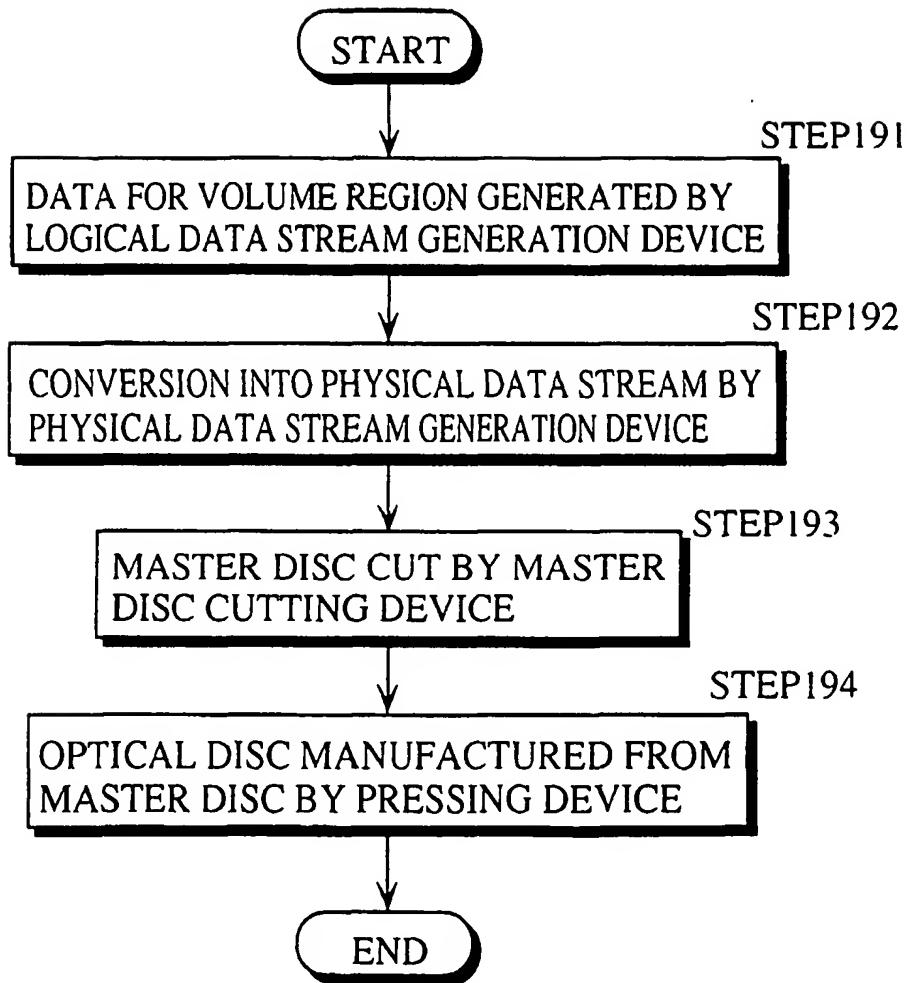 START
STEP191
DATA FOR VOLUME REGION GENERATED BY
LOGICAL DATA STREAM GENERATION DEVICE
STEP192
CONVERSION INTO PHYSICAL DATA STREAM BY
PHYSICAL DATA STREAM GENERATION DEVICE
STEP193
MASTER DISC CUT BY MASTER
DISC CUTTING DEVICE
STEP194
OPTICAL DISC MANUFACTURED FROM
MASTER DISC BY PRESSING DEVICE
END